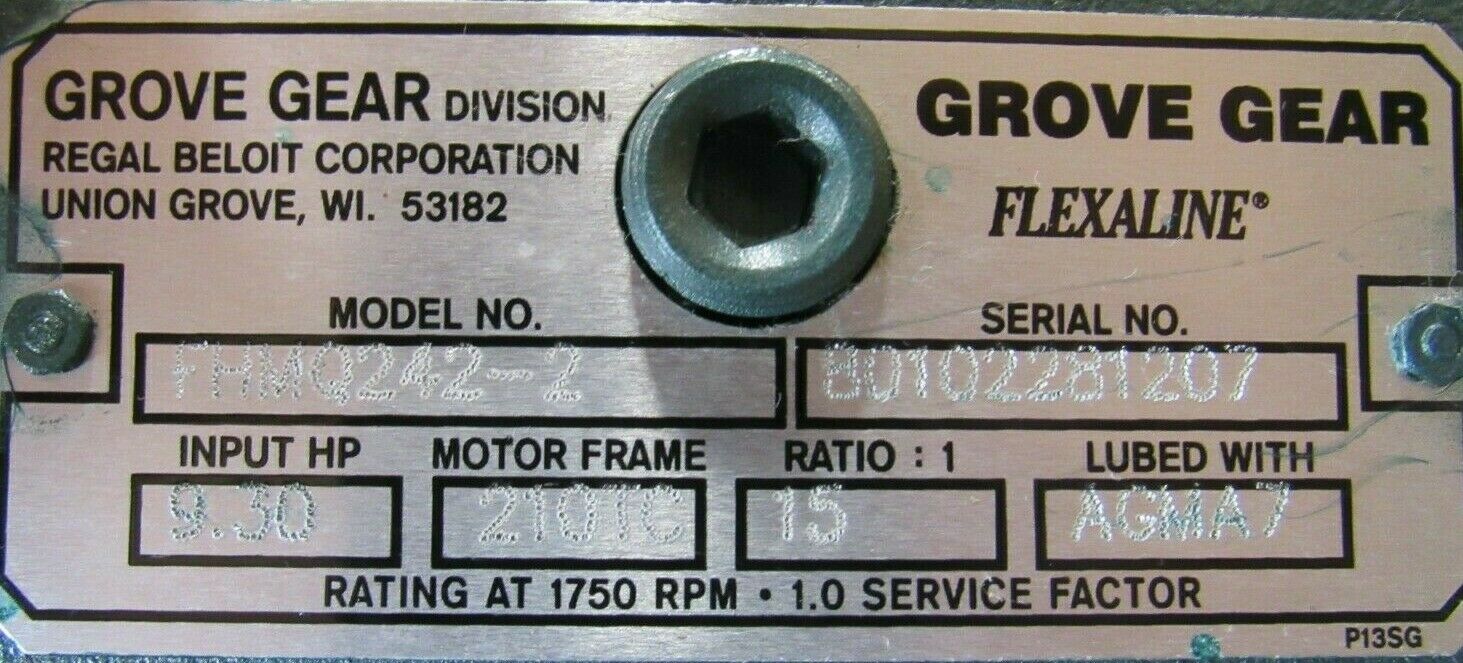 GROVE GEAR DIVISION
REGAL BELOIT CORPORATION
UNION GROVE, WI. 53182
GROVE GEAR
FLEXALINE®
MODEL NO.
FHMQ242-2
SERIAL NO.
80102281207
INPUT HP
9.30
MOTOR FRAME
210TC
RATIO : 1
15
LUBED WITH
AGMA7
RATING AT 1750 RPM • 1.0 SERVICE FACTOR
P13SG